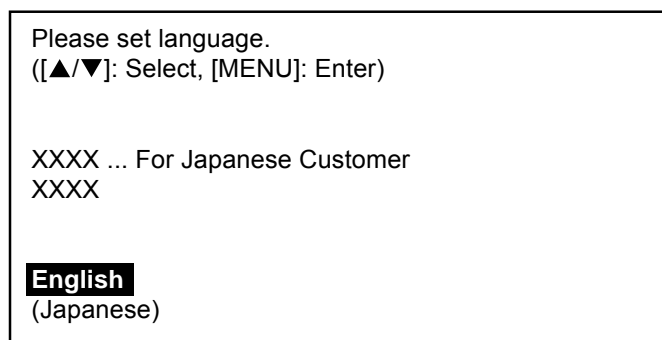 Please set language.
([▲/▼]: Select, [MENU]: Enter)
XXXX ... For Japanese Customer
XXXX
English
(Japanese)